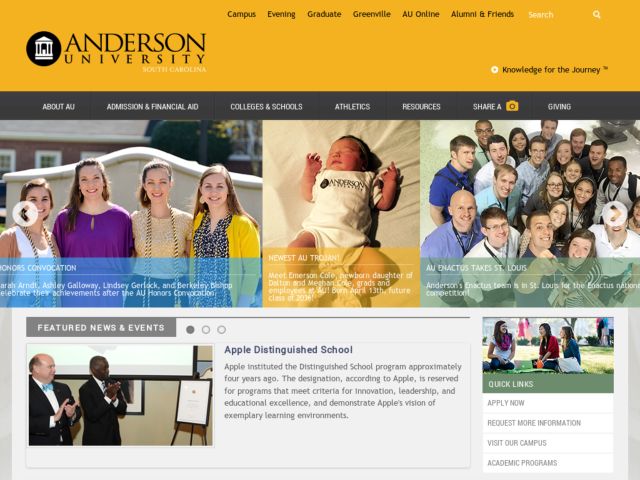 Campus Evening Graduate Greenville AU Online Alumni & Friends Search
ANDERSON
UNIVERSITY
SOUTH CAROLINA
Knowledge for the Journey ™
ABOUT AU ADMISSION & FINANCIAL AID COLLEGES & SCHOOLS ATHLETICS RESOURCES SHARE A GIVING
ANDERSON
HONORS CONVOCATION
Sarah Arndt, Ashley Galloway, Lindsey Gerlock, and Berkeley Bishop
celebrate their achievements after the AU Honors Convocation.
NEWEST AU TROJAN!
Meet Emerson Cole, newborn daughter of
Dalton and Meghan Cole, grads and
employees at AU! Born April 13th, future
class of 2036!
AU ENACTUS TAKES ST. LOUIS
Anderson's Enactus team is in St. Louis for the Enactus nation
competition!
FEATURED NEWS & EVENTS
Apple Distinguished School
Apple instituted the Distinguished School program approximately
four years ago. The designation, according to Apple, is reserved
for programs that meet criteria for innovation, leadership, and
educational excellence, and demonstrate Apple's vision of
exemplary learning environments.
QUICK LINKS
APPLY NOW
REQUEST MORE INFORMATION
VISIT OUR CAMPUS
ACADEMIC PROGRAMS